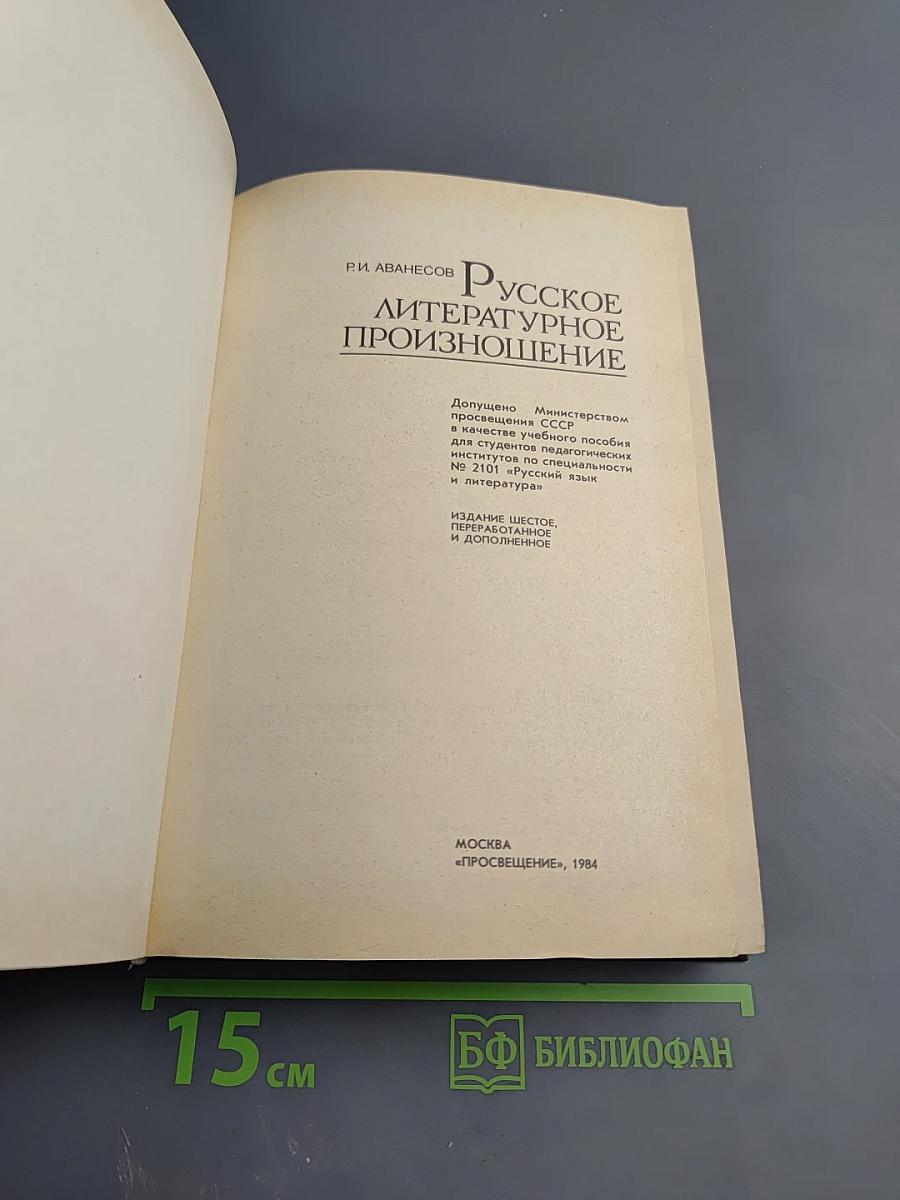 Р.И. АВАНЕСОВ РУССКОЕ
ЛИТЕРАТУРНОЕ
ПРОИЗНОШЕНИЕ
Допущено Министерством
просвещения СССР
в качестве учебного пособия
для студентов педагогических
институтов по специальности
№ 2101 «Русский язык
и литература»
ИЗДАНИЕ ШЕСТОЕ,
ПЕРЕРАБОТАННОЕ
И ДОПОЛНЕННОЕ
МОСКВА
«ПРОСВЕЩЕНИЕ», 1984
15 см
БФ БИБЛИОФАН